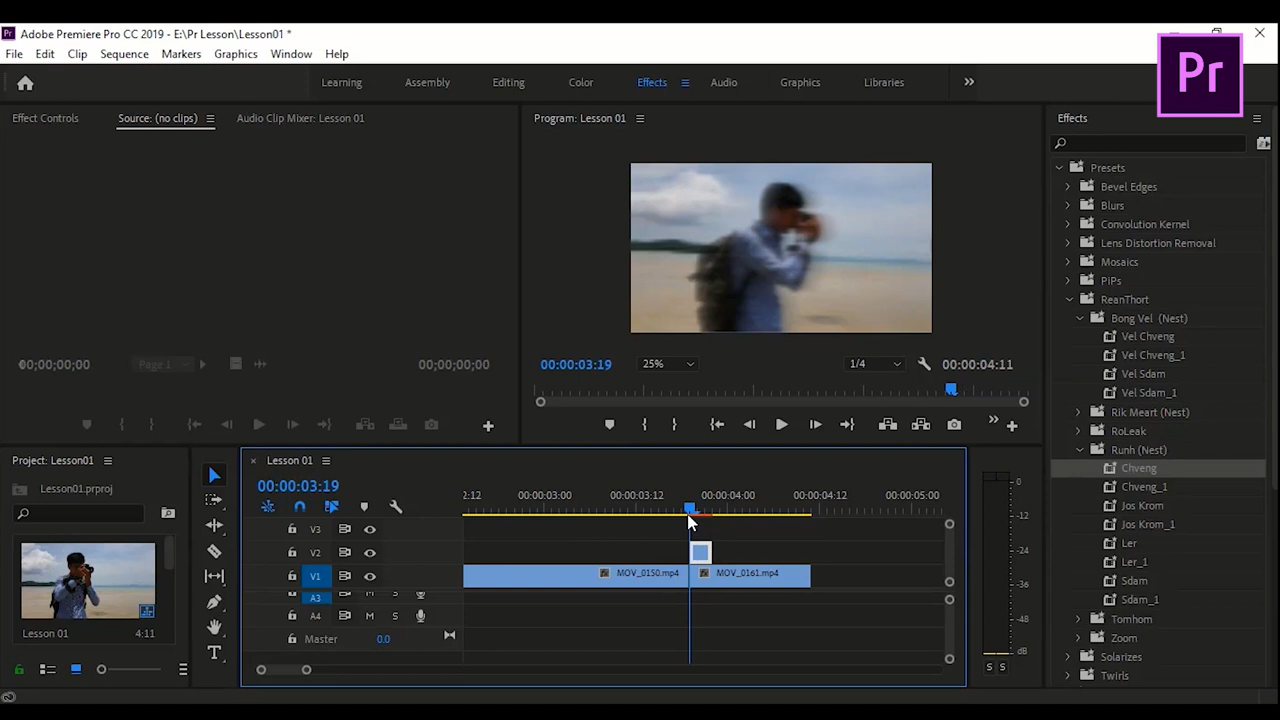 Adobe Premiere Pro CC 2019 - E:\Pr Lesson\Lesson01 *
File Edit Clip Sequence Markers Graphics Window Help
Pr
Learning Assembly Editing Color Effects Audio Graphics Libraries
Effect Controls Source: (no clips) Audio Clip Mixer: Lesson 01
Program: Lesson 01
Effects
Presets
Bevel Edges
Blurs
Convolution Kernel
Lens Distortion Removal
Mosaics
PiPs
ReanThort
Bong Vel (Nest)
Vel Chveng
Vel Chveng_1
Vel Sdam
Vel Sdam_1
Rik Meart (Nest)
RoLeak
Runh (Nest)
Chveng
Chveng_1
Jos Krom
Jos Krom_1
Ler
Ler_1
Sdam
Sdam_1
Tomhom
Zoom
Solarizes
Twirls
00;00;00;00 Page 1 00;00;00;00
00:00:03:19 25% 1/4 00:00:04:11
Project: Lesson01
Lesson01.prproj
Lesson 01 4:11
Lesson 01
00:00:03:19
2:12 00:00:03:00 00:00:03:12 00:00:04:00 00:00:04:12 00:00:05:00
V3
V2
V1 MOV_0150.mp4 MOV_0161.mp4
A3 M S
A4 M S
Master 0.0
0
-12
-24
-36
-48
dB
S S